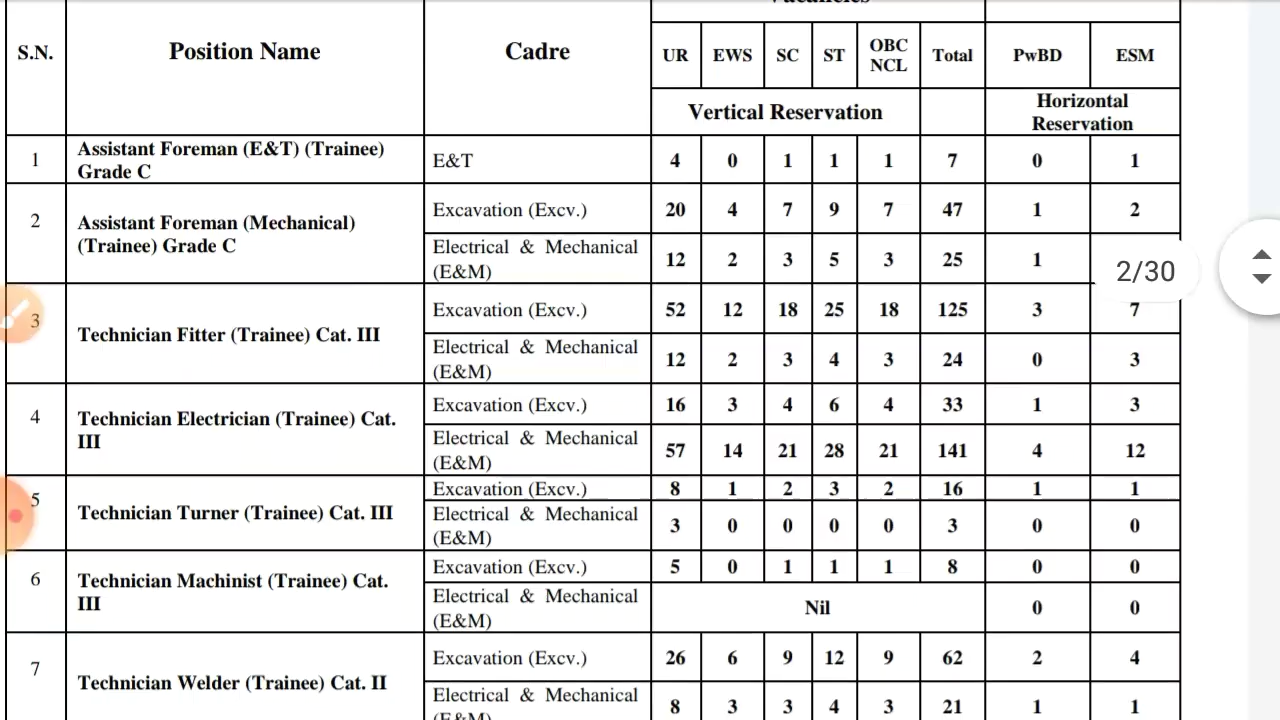 Vacancies
S.N. Position Name Cadre UR EWS SC ST OBC NCL Total PwBD ESM
Vertical Reservation Horizontal Reservation
1 Assistant Foreman (E&T) (Trainee) Grade C E&T 4 0 1 1 1 7 0 1
2 Assistant Foreman (Mechanical) (Trainee) Grade C Excavation (Excv.) 20 4 7 9 7 47 1 2
Electrical & Mechanical (E&M) 12 2 3 5 3 25 1
2/30
3 Technician Fitter (Trainee) Cat. III Excavation (Excv.) 52 12 18 25 18 125 3 7
Electrical & Mechanical (E&M) 12 2 3 4 3 24 0 3
4 Technician Electrician (Trainee) Cat. III Excavation (Excv.) 16 3 4 6 4 33 1 3
Electrical & Mechanical (E&M) 57 14 21 28 21 141 4 12
5 Technician Turner (Trainee) Cat. III Excavation (Excv.) 8 1 2 3 2 16 1 1
Electrical & Mechanical (E&M) 3 0 0 0 0 3 0 0
6 Technician Machinist (Trainee) Cat. III Excavation (Excv.) 5 0 1 1 1 8 0 0
Electrical & Mechanical (E&M) Nil 0 0
7 Technician Welder (Trainee) Cat. II Excavation (Excv.) 26 6 9 12 9 62 2 4
Electrical & Mechanical (E&M) 8 3 3 4 3 21 1 1